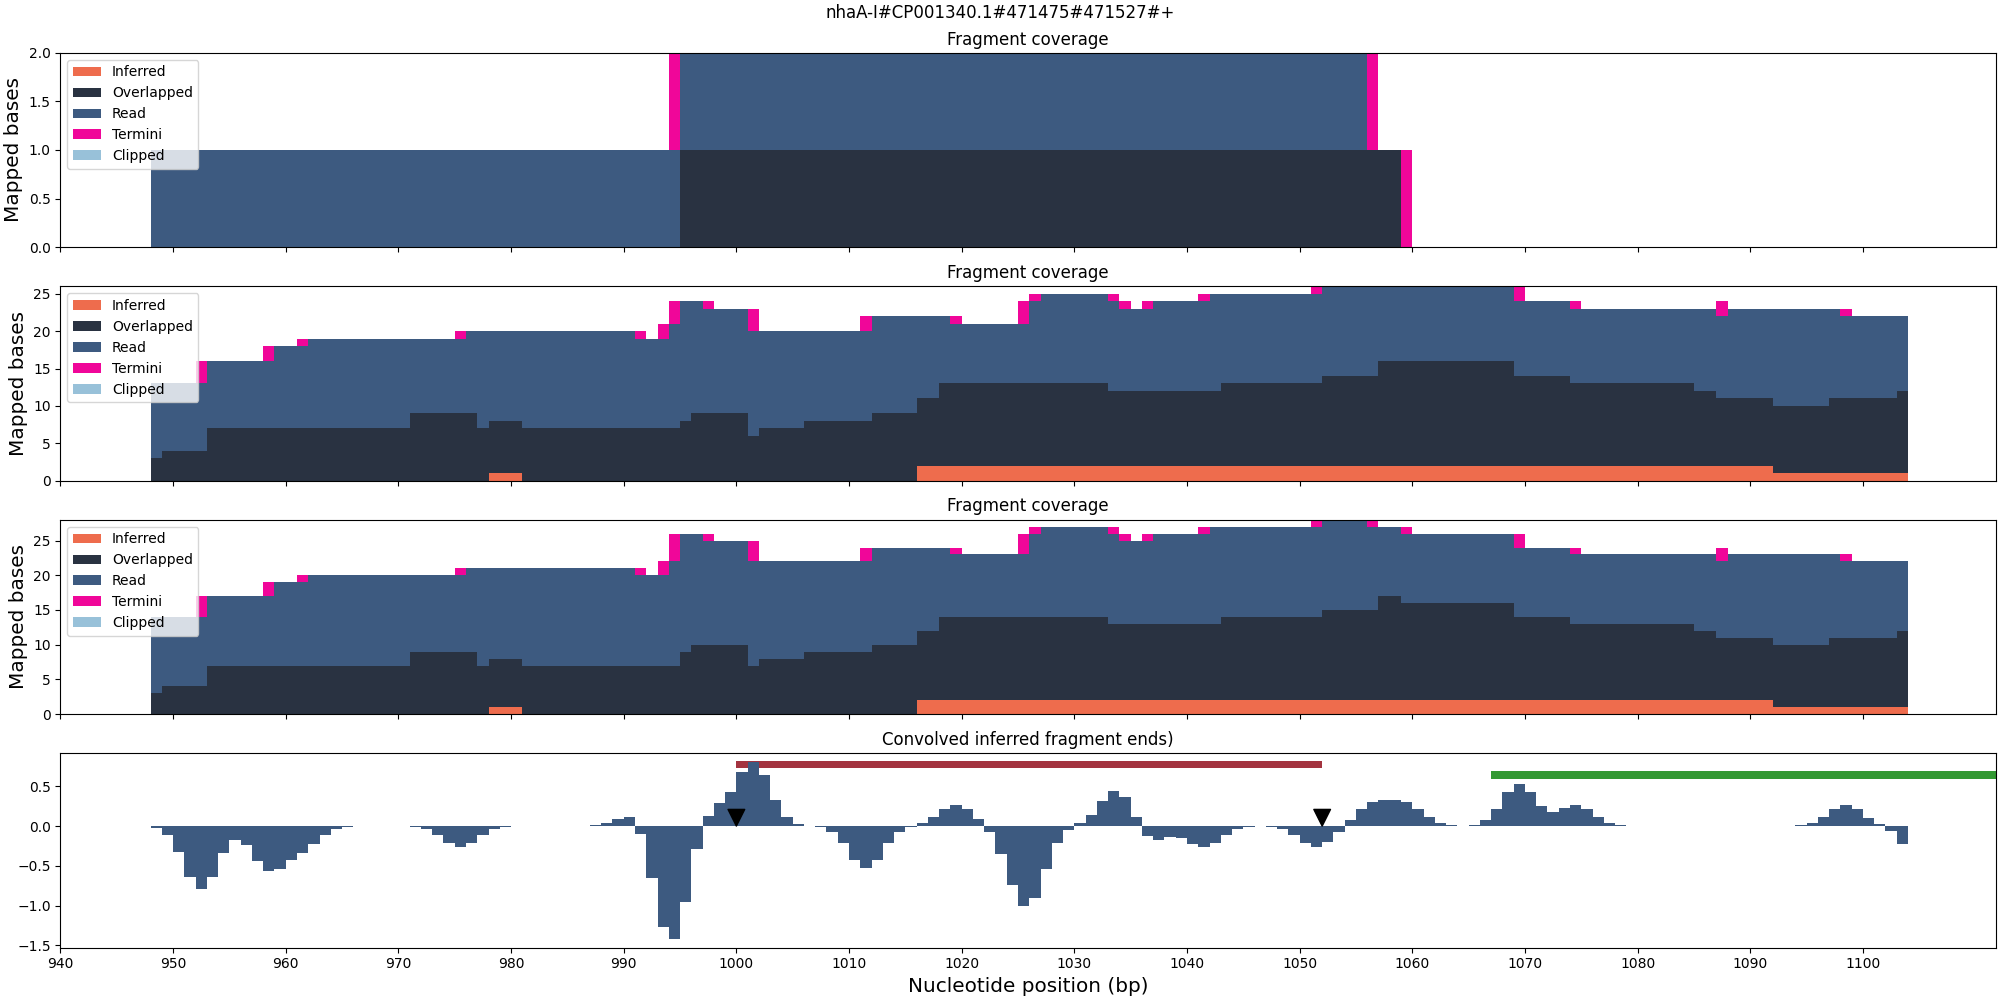 nhaA-I#CP001340.1#471475#471527#+
Fragment coverage
Mapped bases
2.0
1.5
1.0
0.5
0.0
Inferred
Overlapped
Read
Termini
Clipped
Fragment coverage
Mapped bases
25
20
15
10
5
0
Inferred
Overlapped
Read
Termini
Clipped
Fragment coverage
Mapped bases
25
20
15
10
5
0
Inferred
Overlapped
Read
Termini
Clipped
Convolved inferred fragment ends)
0.5
0.0
−0.5
−1.0
−1.5
940 950 960 970 980 990 1000 1010 1020 1030 1040 1050 1060 1070 1080 1090 1100
Nucleotide position (bp)